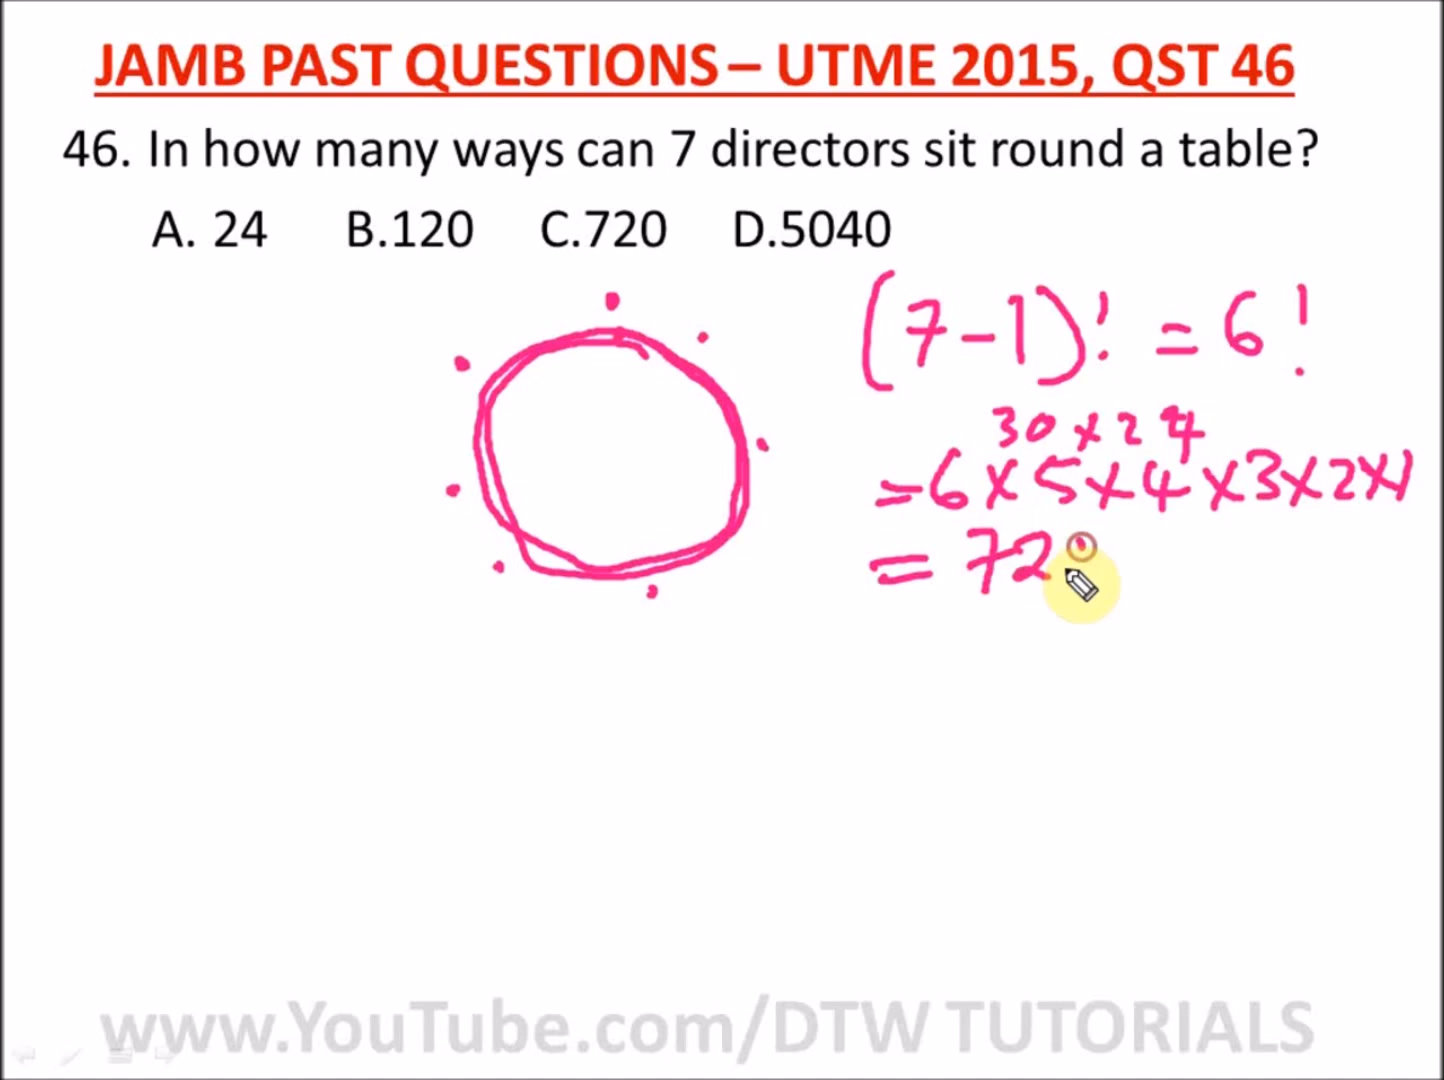 JAMB PAST QUESTIONS – UTME 2015, QST 46
46. In how many ways can 7 directors sit round a table?
A. 24 B.120 C.720 D.5040
(7-1)! = 6!
30 x 24
= 6 x 5 x 4 x 3 x 2 x 1
= 72
www.YouTube.com/DTW TUTORIALS